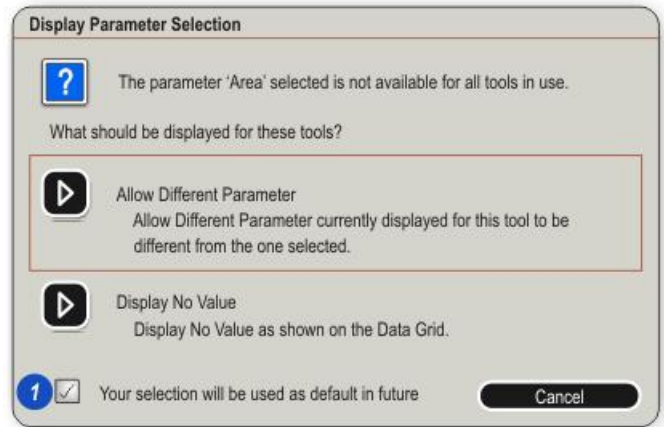 Display Parameter Selection
?
The parameter ‘Area’ selected is not available for all tools in use.
What should be displayed for these tools?
Allow Different Parameter
Allow Different Parameter currently displayed for this tool to be
different from the one selected.
Display No Value
Display No Value as shown on the Data Grid.
1 Your selection will be used as default in future Cancel